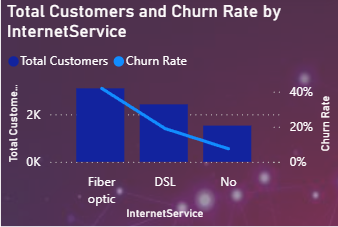 Total Customers and Churn Rate by
InternetService
Total Customers Churn Rate
Total Custome...
2K
0K
40%
20%
0%
Churn Rate
Fiber
optic
DSL
No
InternetService